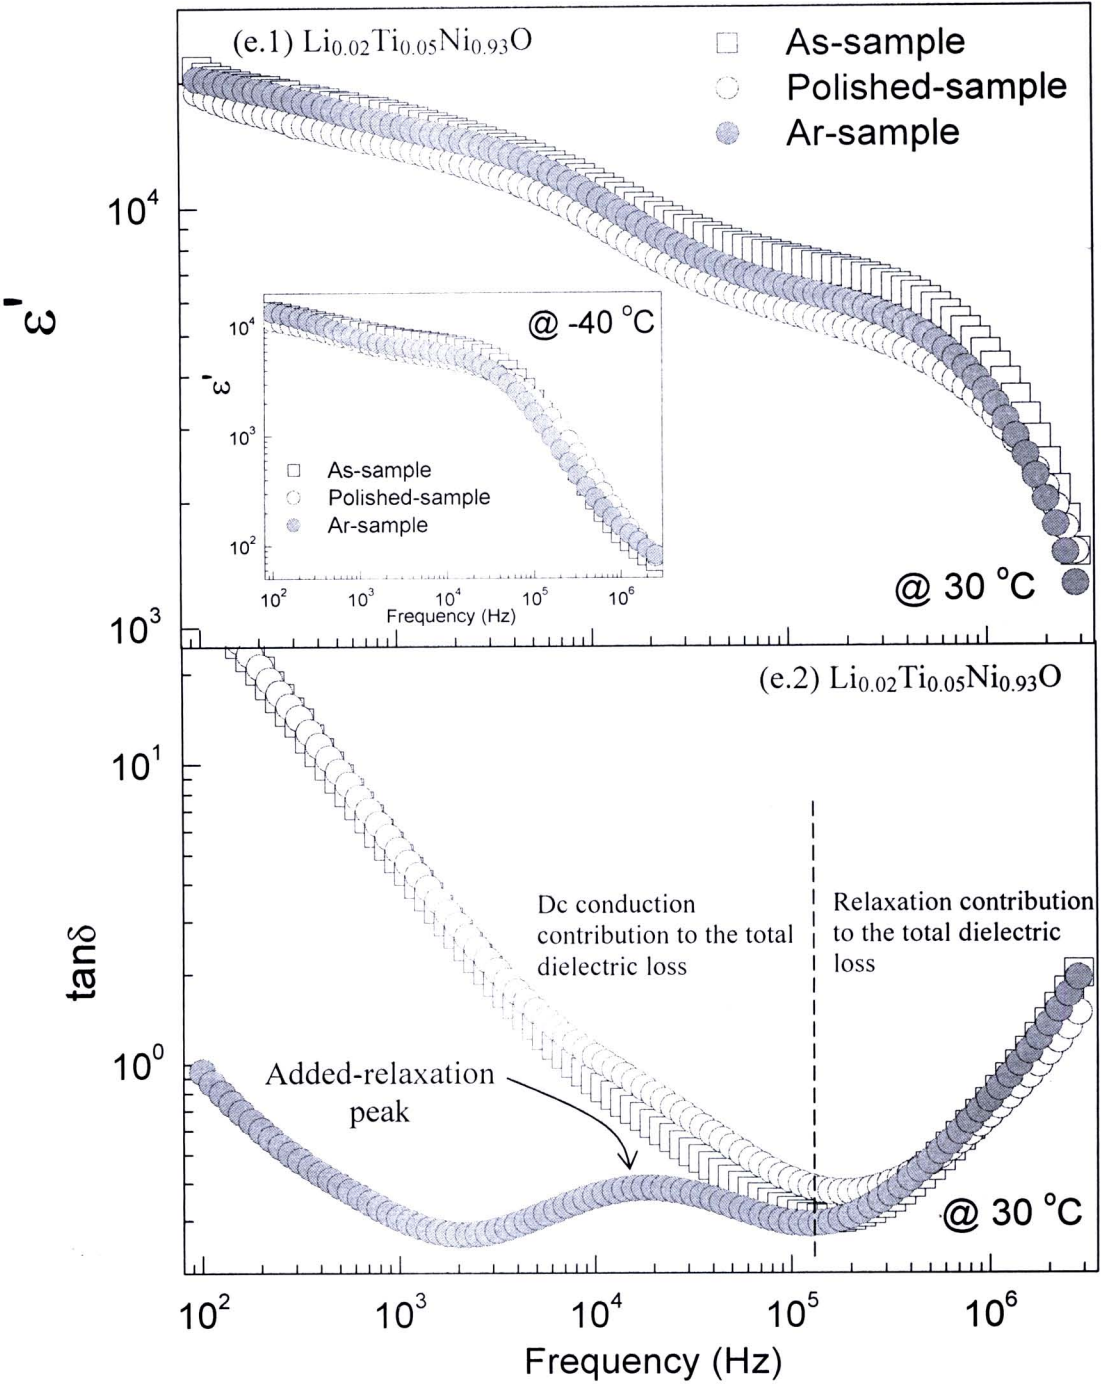 (e.1) Li0.02Ti0.05Ni0.93O
As-sample
Polished-sample
Ar-sample
10^4
ε'
10^3
@ 30 °C
@ -40 °C
10^4
ε'
10^3
10^2
As-sample
Polished-sample
Ar-sample
10^2 10^3 10^4 10^5 10^6
Frequency (Hz)
(e.2) Li0.02Ti0.05Ni0.93O
10^1
tanδ
10^0
Dc conduction
contribution to the total
dielectric loss
Relaxation contribution
to the total dielectric
loss
Added-relaxation
peak
@ 30 °C
10^2 10^3 10^4 10^5 10^6
Frequency (Hz)